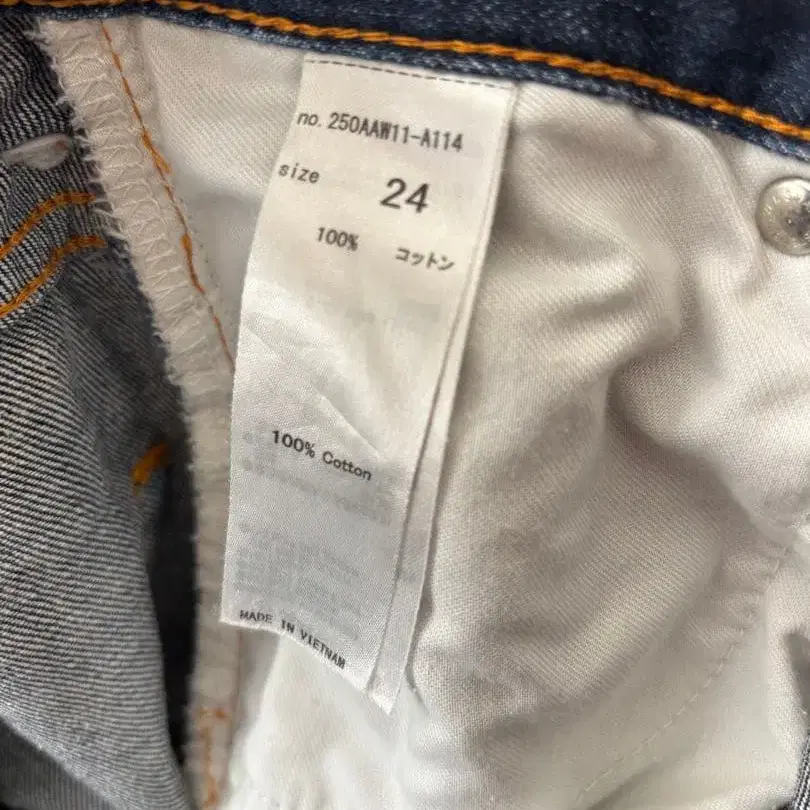 no. 250AAW11-A114
size 24
100% コットン
100% Cotton
MADE IN VIETNAM